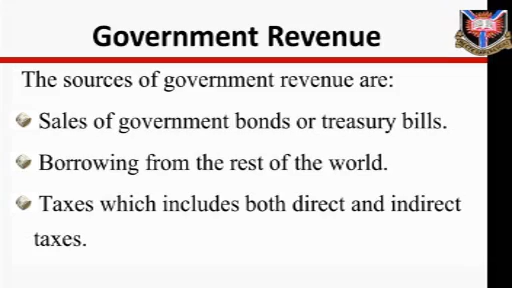 Government Revenue
The sources of government revenue are:
Sales of government bonds or treasury bills.
Borrowing from the rest of the world.
Taxes which includes both direct and indirect
taxes.